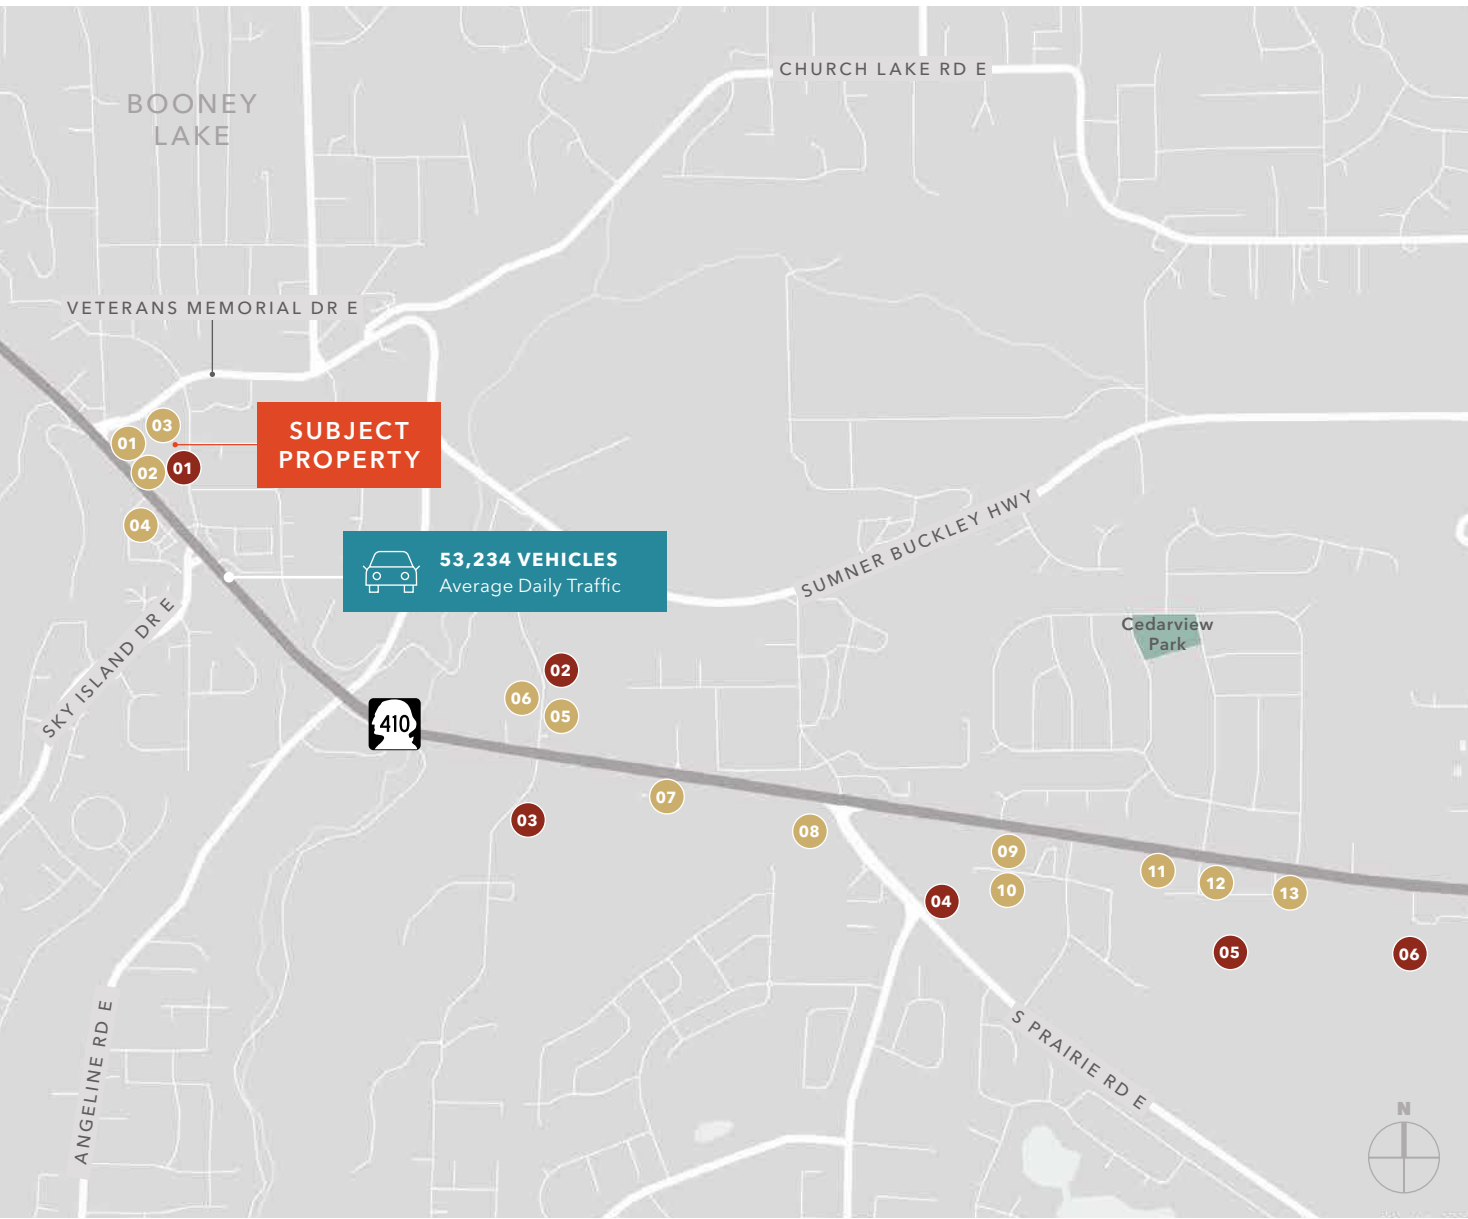 CHURCH LAKE RD E
BOONEY
LAKE
VETERANS MEMORIAL DR E
SUBJECT
PROPERTY
03
01
02
01
04
53,234 VEHICLES
Average Daily Traffic
SUMNER BUCKLEY HWY
SKY ISLAND DR E
Cedarview
Park
02
06
05
410
07
03
08
09
10
04
11
12
13
05
06
ANGELINE RD E
S PRAIRIE RD E
N